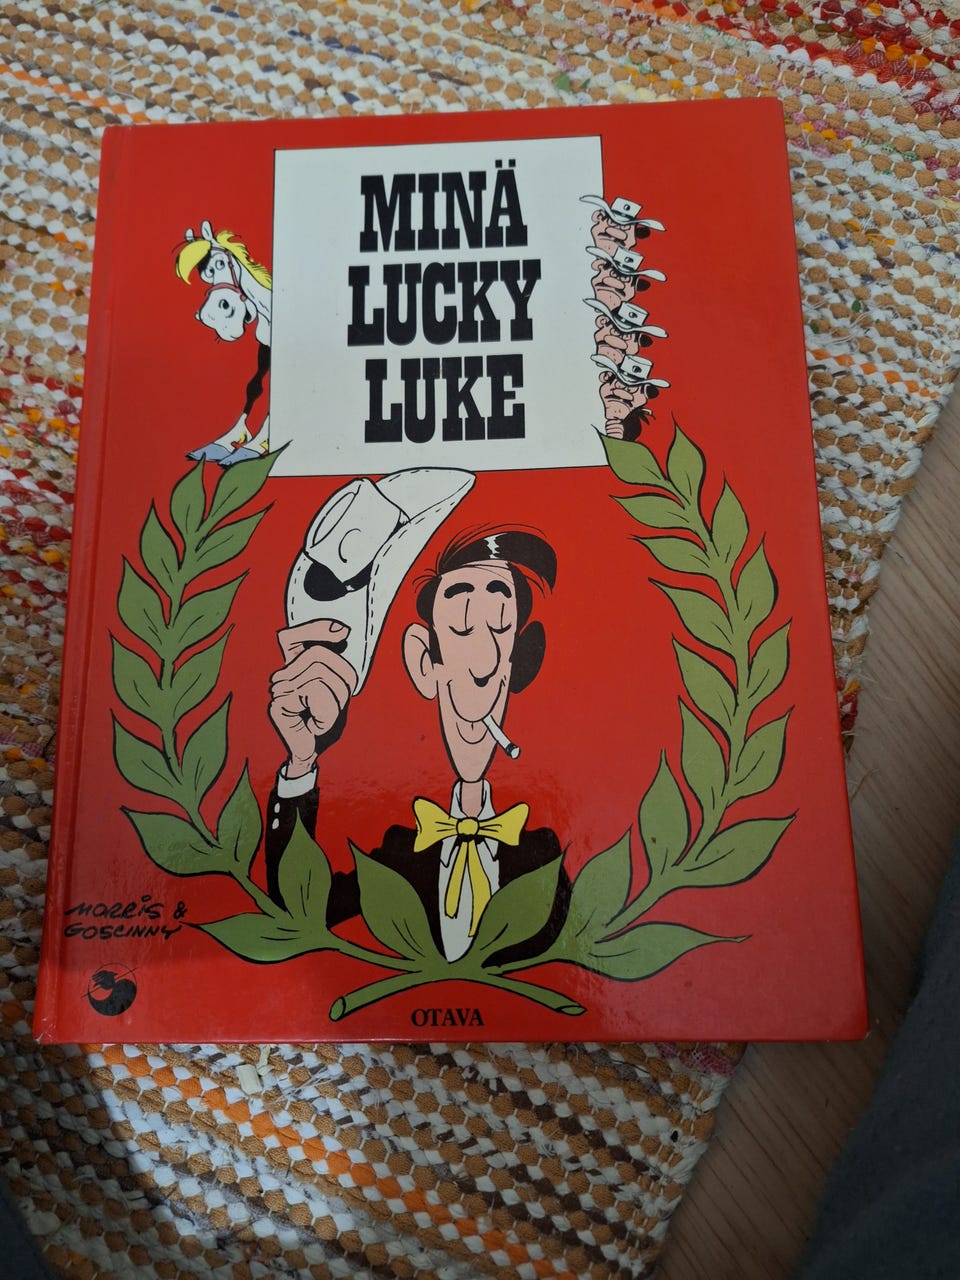 MINÄ
LUCKY
LUKE
MORRIS &
GOSCINNY
OTAVA